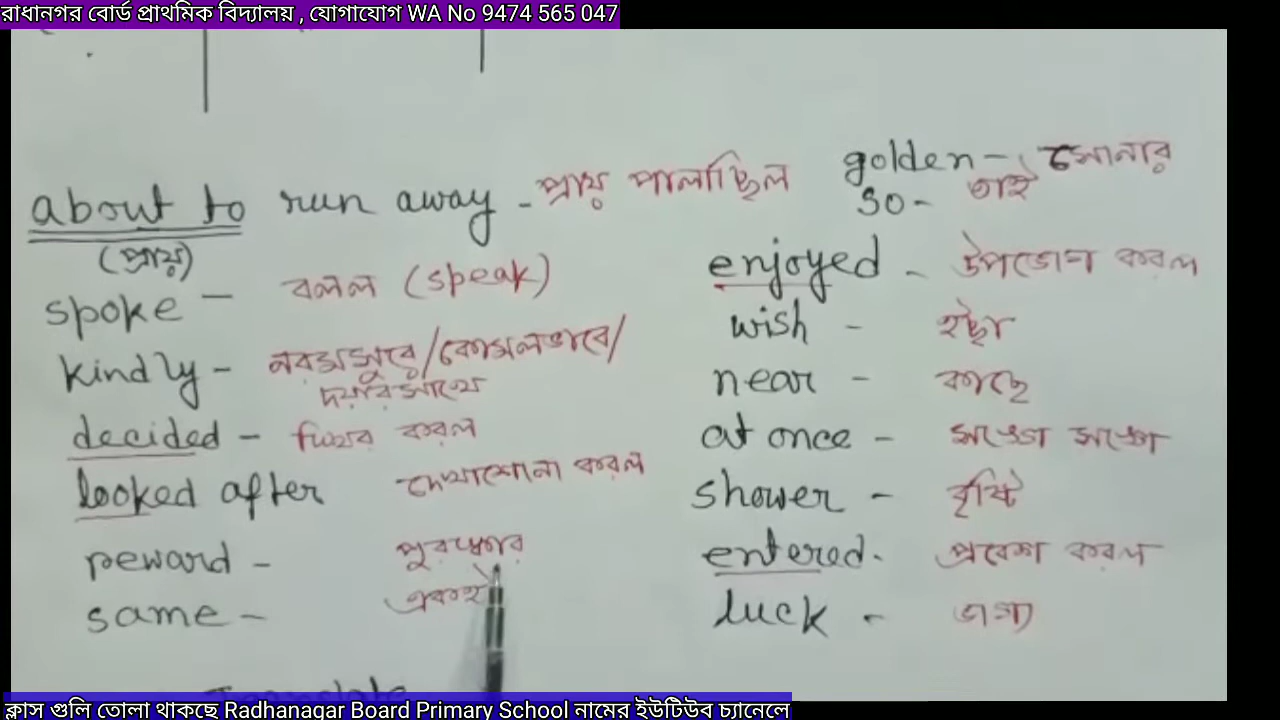 রাধানগর বোর্ড প্রাথমিক বিদ্যালয় , যোগাযোগ WA No 9474 565 047
about to run away - প্রায় পালাচ্ছিল
(প্রায়)
spoke - বলল (speak)
kindly - নরমসুরে/কোমলভাবে/
দয়ার সাথে
decided - স্থির করল
looked after দেখাশোনা করল
reward - পুরস্কার
same - একই
golden - সোনার
so - তাই
enjoyed - উপভোগ করল
wish - ইচ্ছা
near - কাছে
at once - সঙ্গে সঙ্গে
shower - বৃষ্টি
entered - প্রবেশ করল
luck - ভাগ্য
ক্লাস গুলি তোলা থাকছে Radhanagar Board Primary School নামের ইউটিউব চ্যানেলে